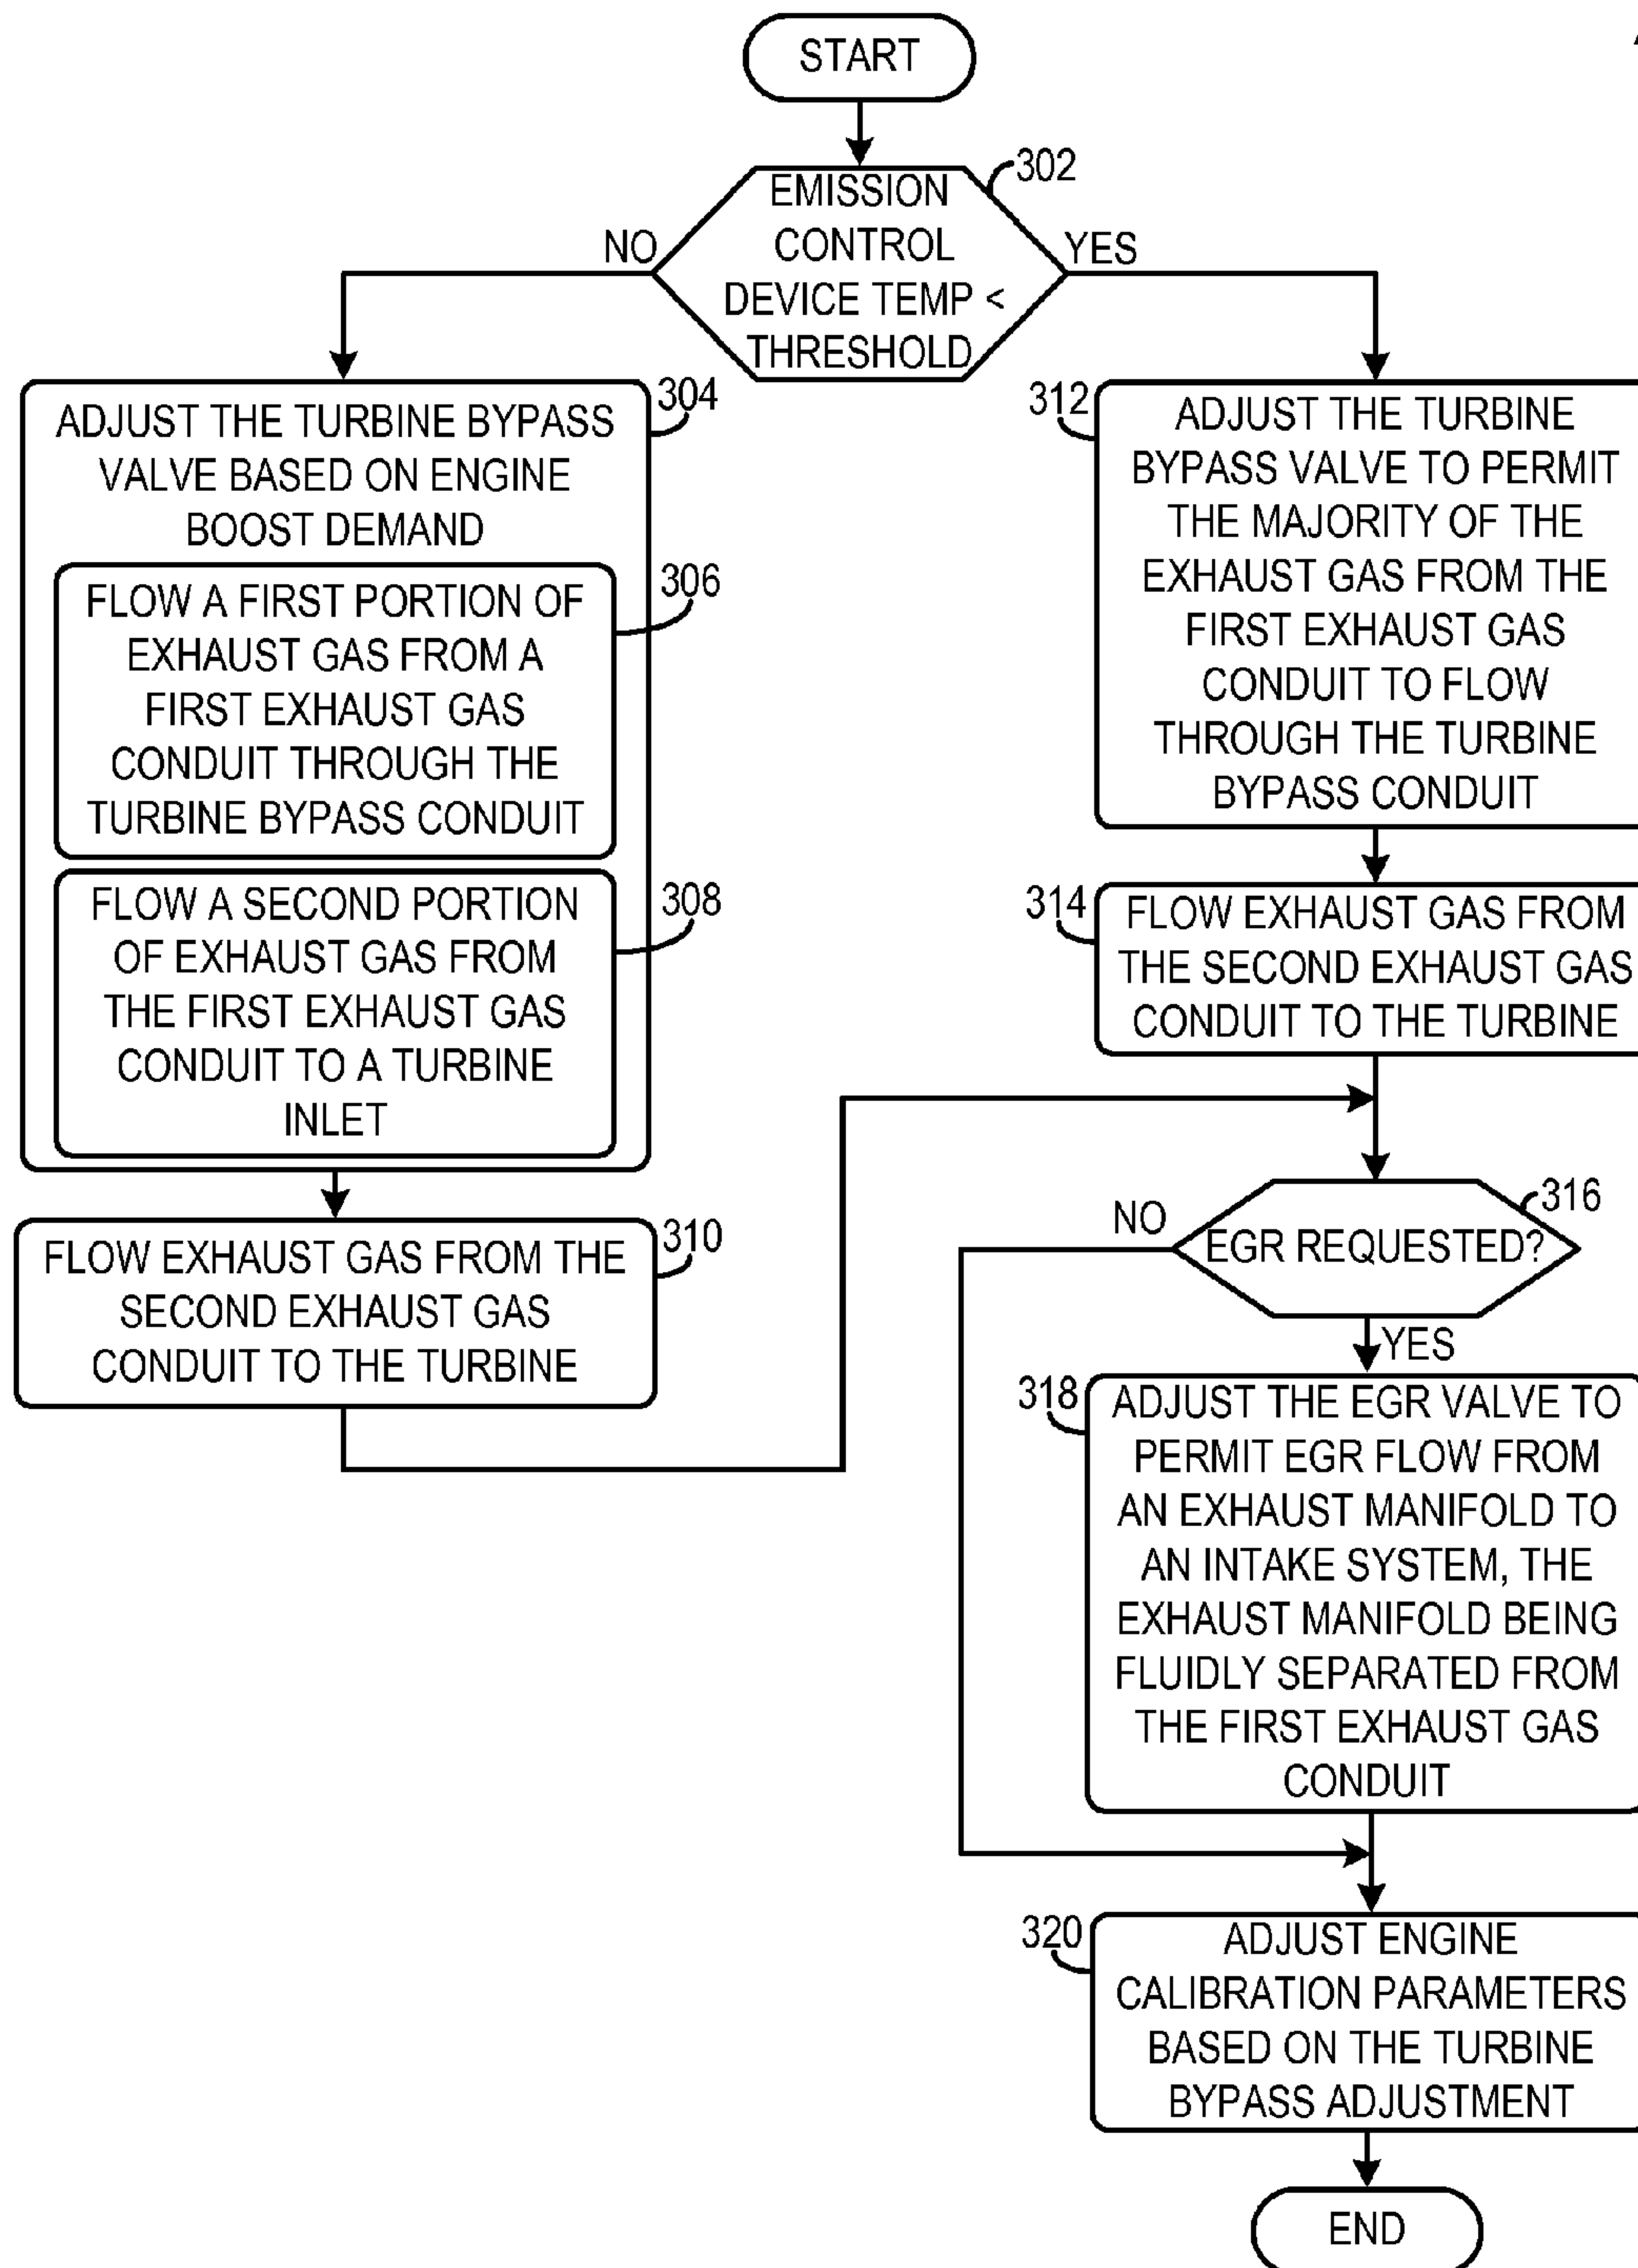 START
302
EMISSION
CONTROL
DEVICE TEMP <
THRESHOLD
NO
YES
304
ADJUST THE TURBINE BYPASS
VALVE BASED ON ENGINE
BOOST DEMAND
306
FLOW A FIRST PORTION OF
EXHAUST GAS FROM A
FIRST EXHAUST GAS
CONDUIT THROUGH THE
TURBINE BYPASS CONDUIT
308
FLOW A SECOND PORTION
OF EXHAUST GAS FROM
THE FIRST EXHAUST GAS
CONDUIT TO A TURBINE
INLET
310
FLOW EXHAUST GAS FROM THE
SECOND EXHAUST GAS
CONDUIT TO THE TURBINE
312
ADJUST THE TURBINE
BYPASS VALVE TO PERMIT
THE MAJORITY OF THE
EXHAUST GAS FROM THE
FIRST EXHAUST GAS
CONDUIT TO FLOW
THROUGH THE TURBINE
BYPASS CONDUIT
314
FLOW EXHAUST GAS FROM
THE SECOND EXHAUST GAS
CONDUIT TO THE TURBINE
316
NO
EGR REQUESTED?
YES
318
ADJUST THE EGR VALVE TO
PERMIT EGR FLOW FROM
AN EXHAUST MANIFOLD TO
AN INTAKE SYSTEM, THE
EXHAUST MANIFOLD BEING
FLUIDLY SEPARATED FROM
THE FIRST EXHAUST GAS
CONDUIT
320
ADJUST ENGINE
CALIBRATION PARAMETERS
BASED ON THE TURBINE
BYPASS ADJUSTMENT
END